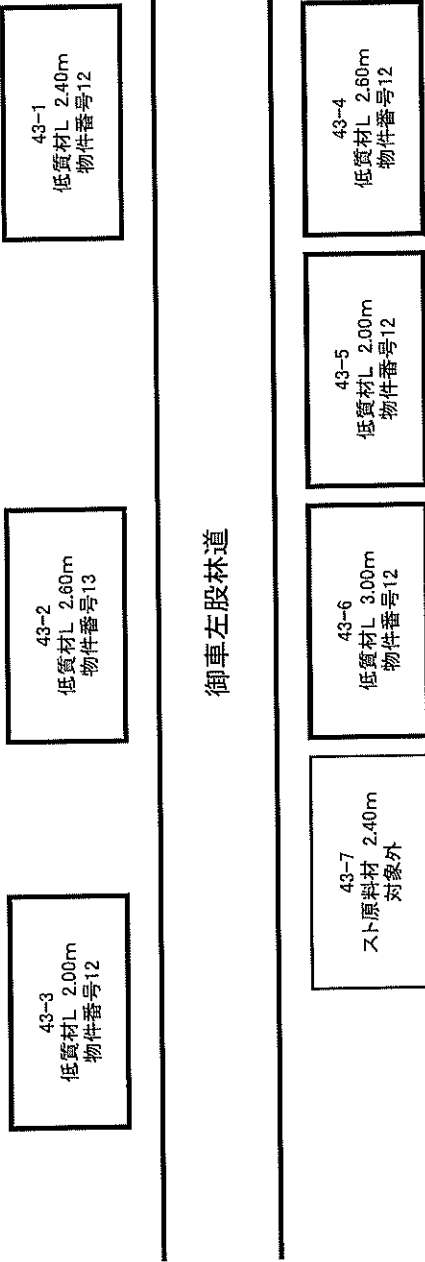 43-3
低質材L 2.00m
物件番号12
43-2
低質材L 2.60m
物件番号13
43-1
低質材L 2.40m
物件番号12
御車左股林道
43-7
スト原料材 2.40m
対象外
43-6
低質材L 3.00m
物件番号12
43-5
低質材L 2.00m
物件番号12
43-4
低質材L 2.60m
物件番号12